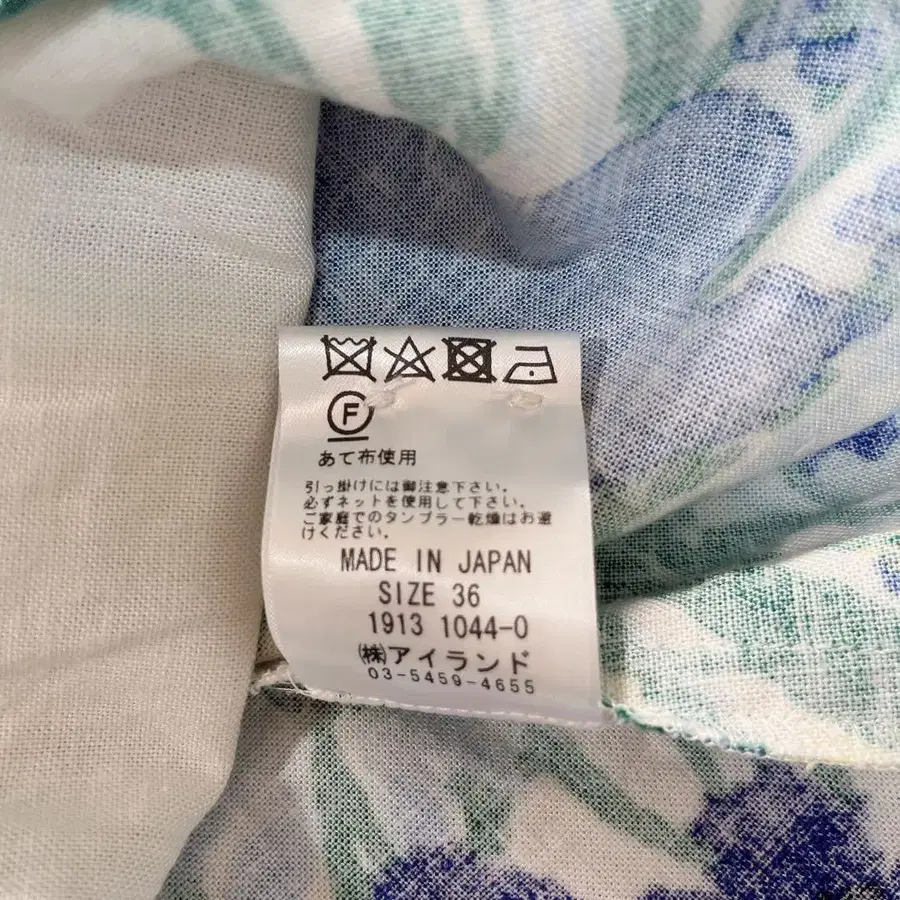 F
あて布使用
引っ掛けには御注意下さい。
必ずネットを使用して下さい。
ご家庭でのタンブラー乾燥はお避
けください。
MADE IN JAPAN
SIZE 36
1913 1044-0
㈱アイランド
03-5459-4655